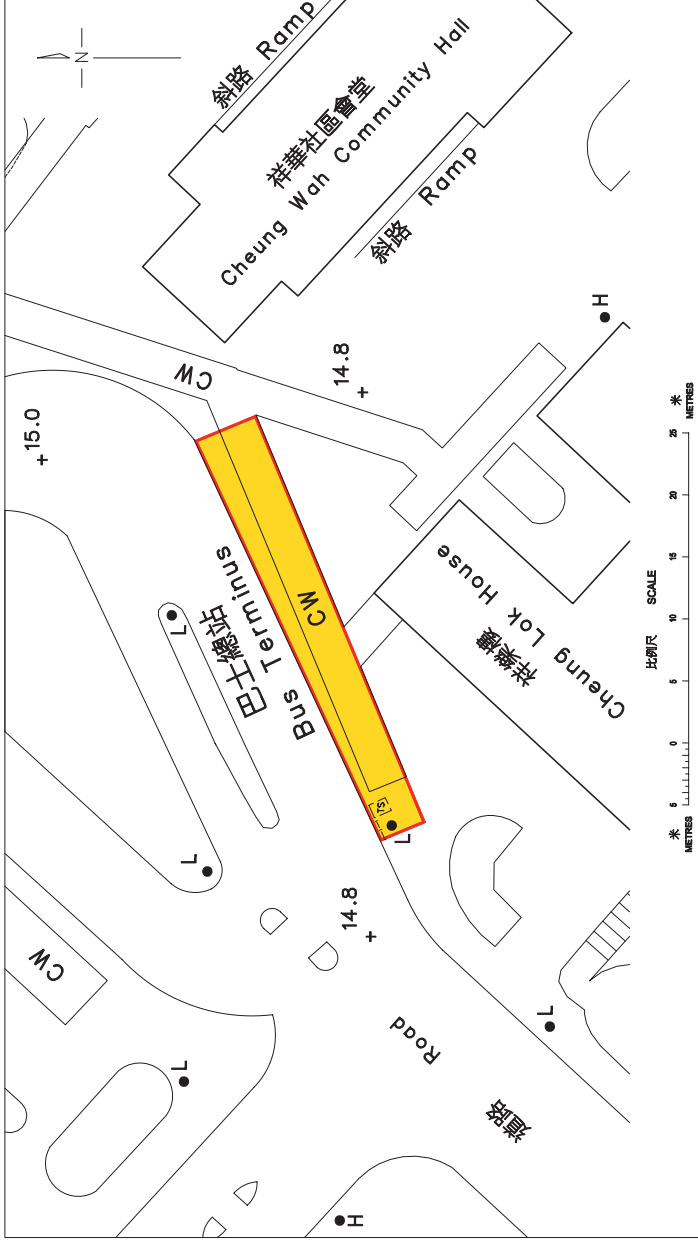 N
斜路 Ramp
祥華社區會堂
Cheung Wah Community Hall
斜路 Ramp
CW
15.0
14.8
H
巴士總站
Bus Terminus
L
CW
[S7]
L
祥樂樓
Cheung Lok House
L
14.8
CW
L
Road
道路
L
H
米
METRES
5 0 5 10 15 20 25
比例尺 SCALE
米
METRES